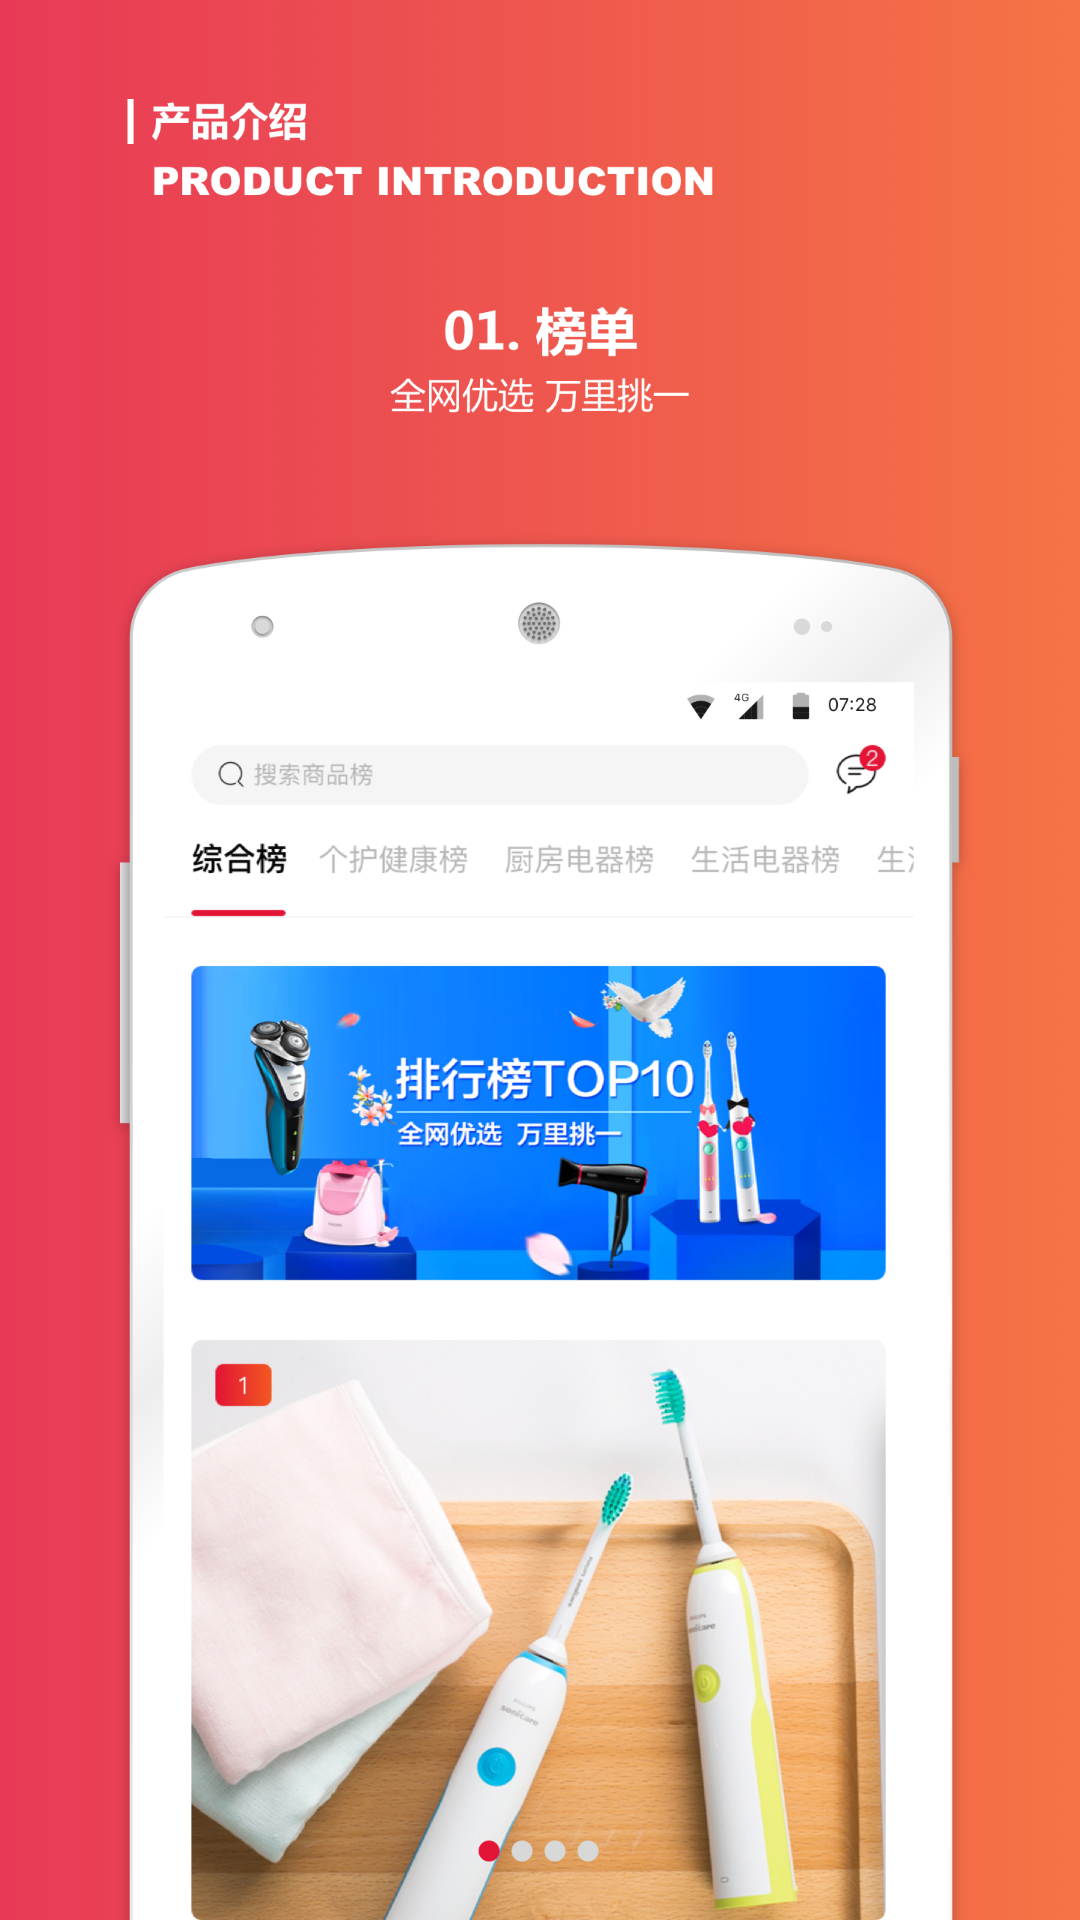 产品介绍
PRODUCT INTRODUCTION
01. 榜单
全网优选 万里挑一
4G 07:28
搜索商品榜
2
综合榜 个护健康榜 厨房电器榜 生活电器榜 生
排行榜TOP10
全网优选 万里挑一
1
sonicare
sonicare